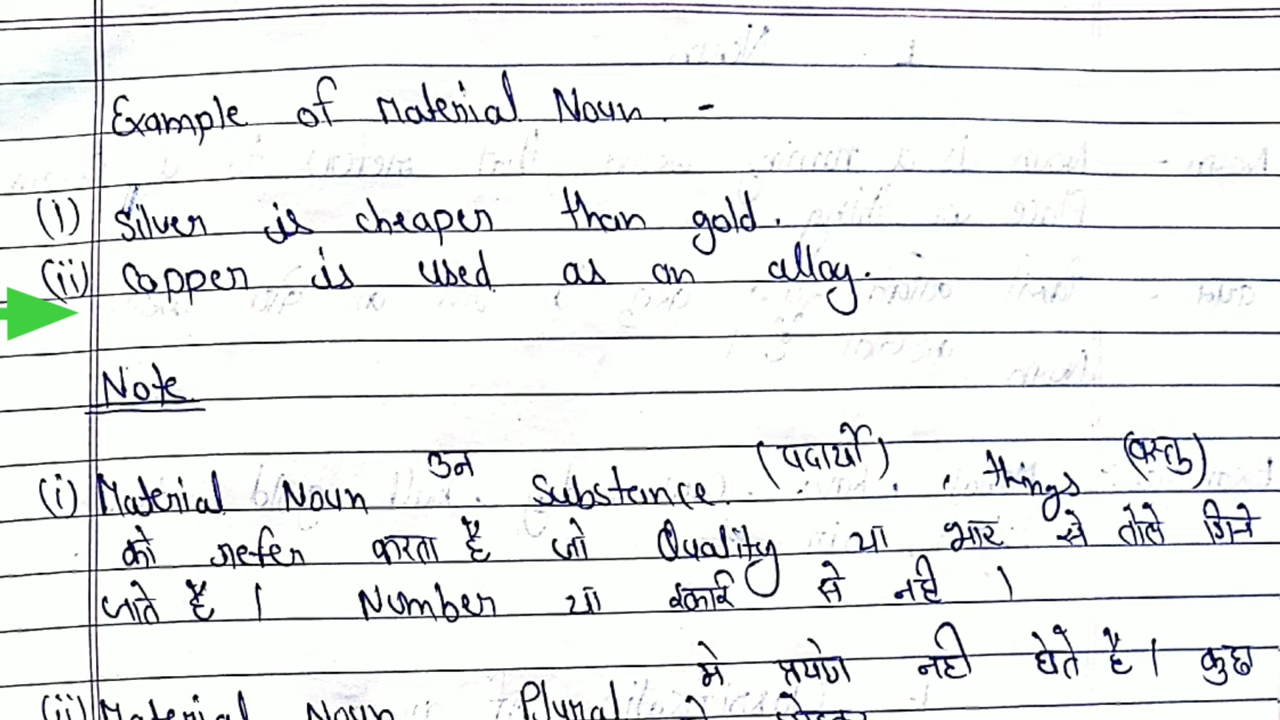 Example of Material Noun. -
(i) Silver is cheaper than gold.
(ii) Copper is used as an alloy.
Note
(i) Material Noun उन Substance (पदार्थो), things (वस्तु)
को refer करता है जो Quality या भार से तोले गिने
जाते है । Number या इकाई से नही ।
मे प्रयोग नही होते है। कुछ
(ii) Material Noun Plural